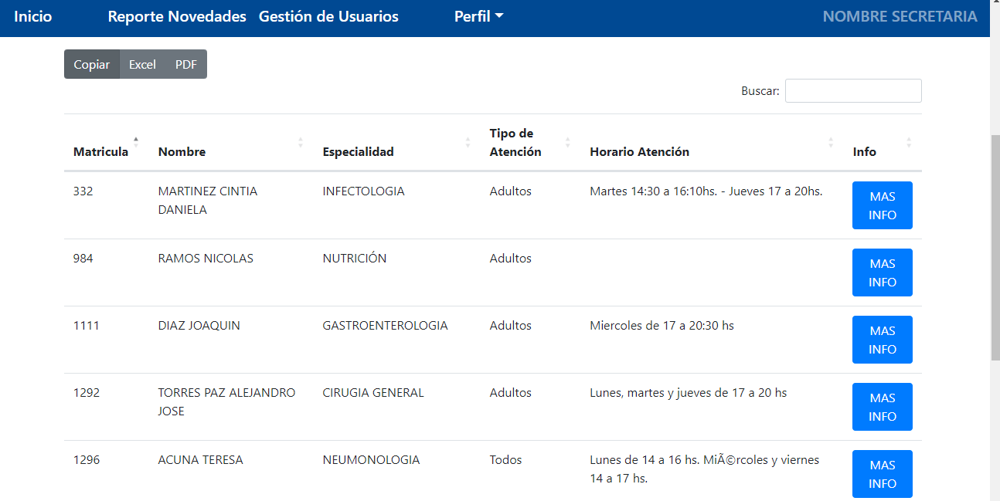 Inicio Reporte Novedades Gestión de Usuarios Perfil NOMBRE SECRETARIA
Copiar Excel PDF
Buscar:
Matricula Nombre Especialidad Tipo de Atención Horario Atención Info
332 MARTINEZ CINTIA DANIELA INFECTOLOGIA Adultos Martes 14:30 a 16:10hs. - Jueves 17 a 20hs. MAS INFO
984 RAMOS NICOLAS NUTRICIÓN Adultos MAS INFO
1111 DIAZ JOAQUIN GASTROENTEROLOGIA Adultos Miercoles de 17 a 20:30 hs MAS INFO
1292 TORRES PAZ ALEJANDRO JOSE CIRUGIA GENERAL Adultos Lunes, martes y jueves de 17 a 20 hs MAS INFO
1296 ACUNA TERESA NEUMONOLOGIA Todos Lunes de 14 a 16 hs. MiÃ©rcoles y viernes 14 a 17 hs. MAS INFO